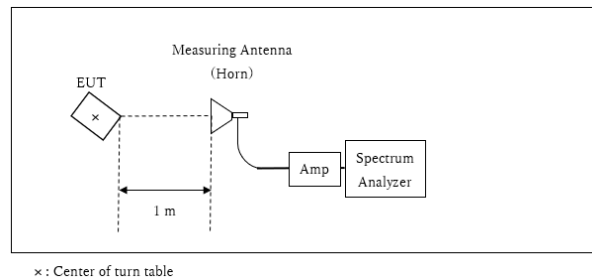 Measuring Antenna
(Horn)
EUT
×
Amp
Spectrum
Analyzer
1 m
× : Center of turn table